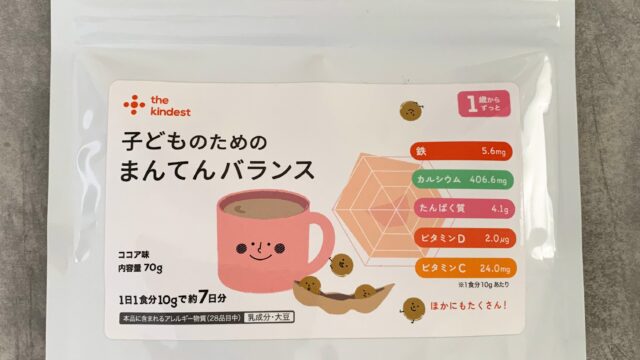 the
kindest
1歳から
ずっと
子どものための
まんてんバランス
鉄 5.6mg
カルシウム 406.6mg
たんぱく質 4.1g
ビタミンD 2.0μg
ビタミンC 24.0mg
※1食分10gあたり
ほかにもたくさん!
ココア味
内容量70g
1日1食分10gで約7日分
本品に含まれるアレルギー物質(28品目中) 乳成分・大豆